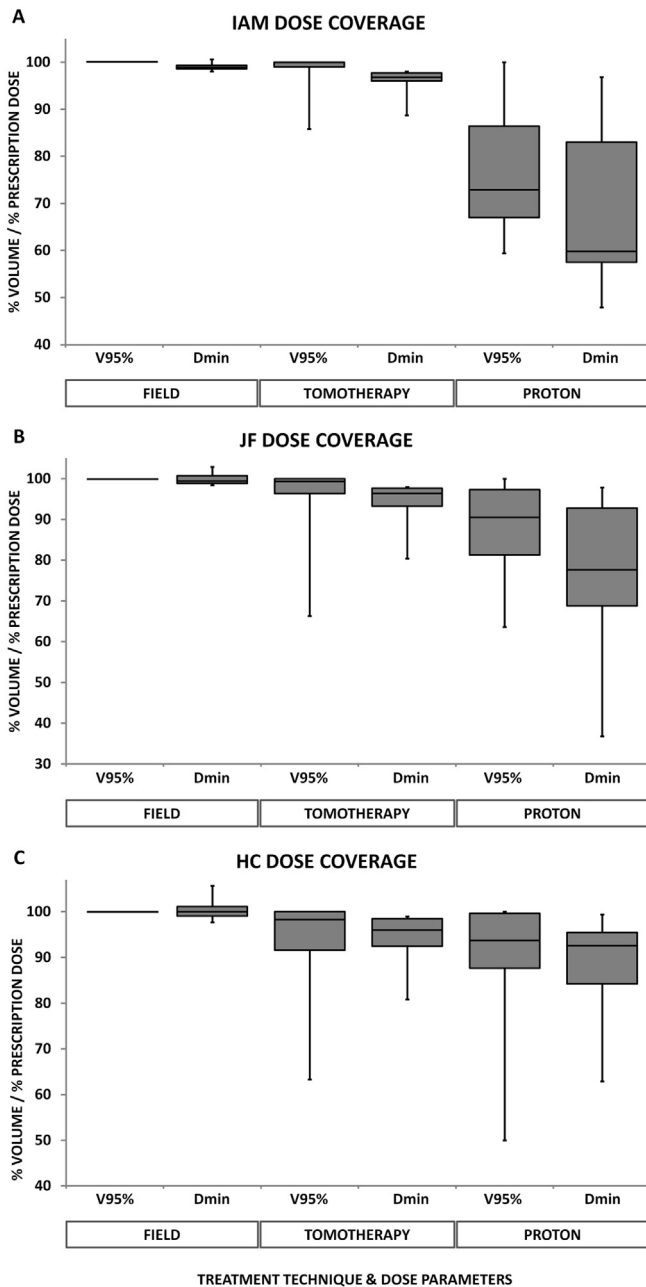 A
IAM DOSE COVERAGE
% VOLUME / % PRESCRIPTION DOSE
100
90
80
70
60
50
40
V95% Dmin V95% Dmin V95% Dmin
FIELD TOMOTHERAPY PROTON
B
JF DOSE COVERAGE
% VOLUME / % PRESCRIPTION DOSE
100
90
80
70
60
50
40
30
V95% Dmin V95% Dmin V95% Dmin
FIELD TOMOTHERAPY PROTON
C
HC DOSE COVERAGE
% VOLUME / % PRESCRIPTION DOSE
100
90
80
70
60
50
40
V95% Dmin V95% Dmin V95% Dmin
FIELD TOMOTHERAPY PROTON
TREATMENT TECHNIQUE & DOSE PARAMETERS